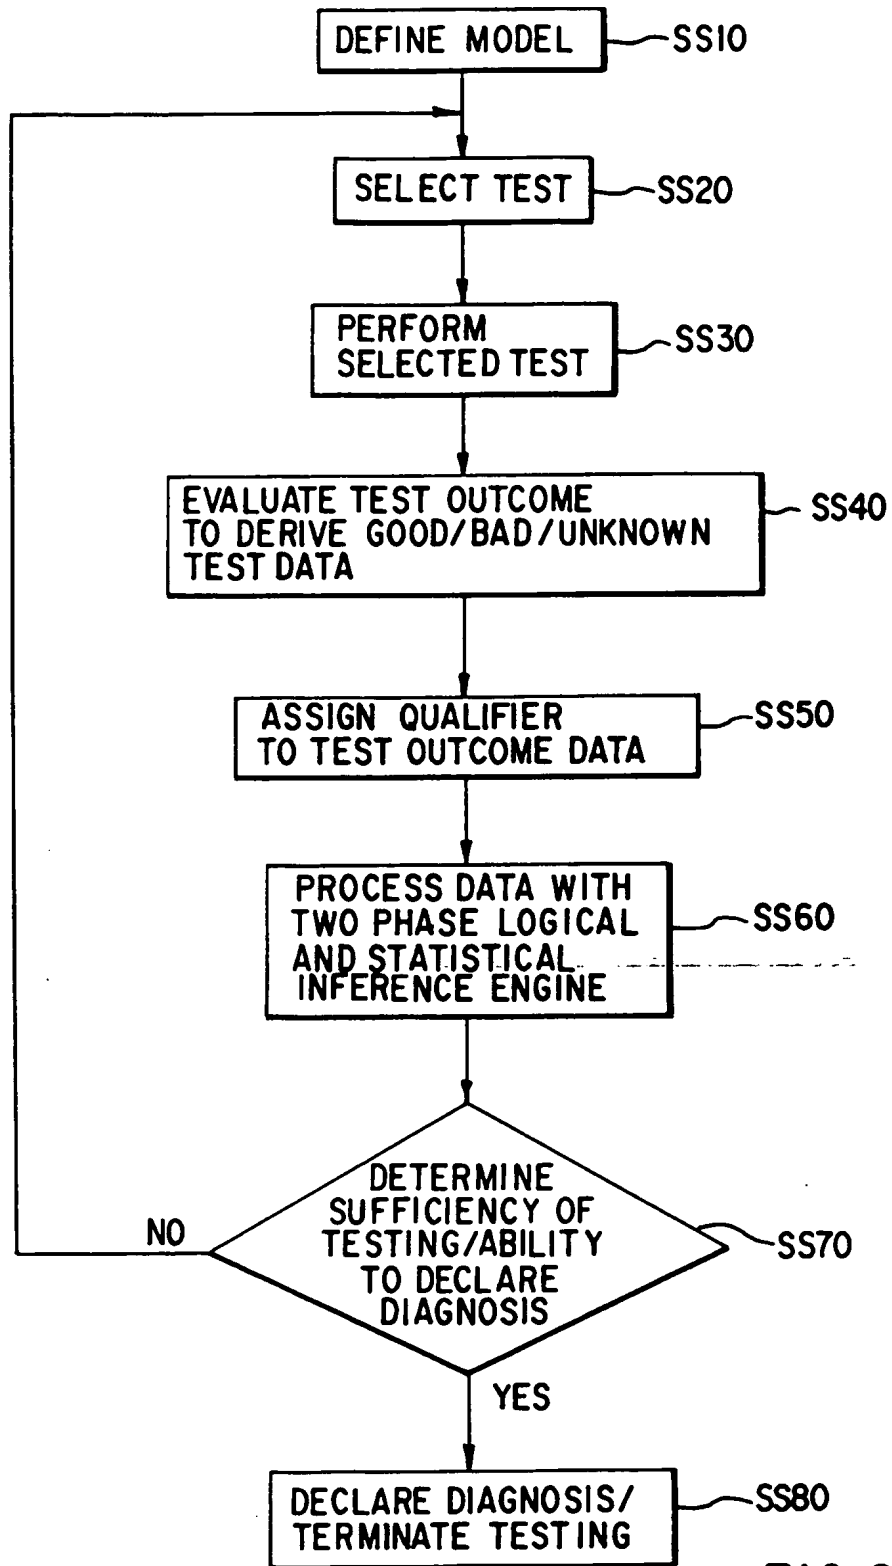 DEFINE MODEL
SS10
SELECT TEST
SS20
PERFORM
SELECTED TEST
SS30
EVALUATE TEST OUTCOME
TO DERIVE GOOD/BAD/UNKNOWN
TEST DATA
SS40
ASSIGN QUALIFIER
TO TEST OUTCOME DATA
SS50
PROCESS DATA WITH
TWO PHASE LOGICAL
AND STATISTICAL
INFERENCE ENGINE
SS60
DETERMINE
SUFFICIENCY OF
TESTING/ABILITY
TO DECLARE
DIAGNOSIS
SS70
NO
YES
DECLARE DIAGNOSIS/
TERMINATE TESTING
SS80